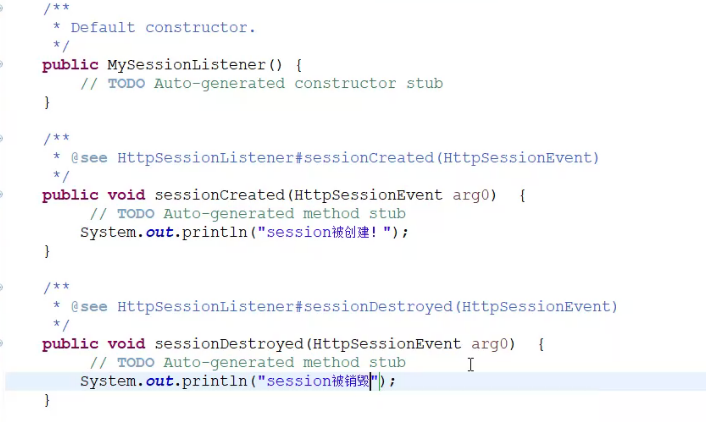 /**
 * Default constructor.
 */
public MySessionListener() {
    // TODO Auto-generated constructor stub
}
/**
 * @see HttpSessionListener#sessionCreated(HttpSessionEvent)
 */
public void sessionCreated(HttpSessionEvent arg0)  {
     // TODO Auto-generated method stub
    System.out.println("session被创建！");
}
/**
 * @see HttpSessionListener#sessionDestroyed(HttpSessionEvent)
 */
public void sessionDestroyed(HttpSessionEvent arg0)  {
     // TODO Auto-generated method stub
    System.out.println("session被销毁");
}